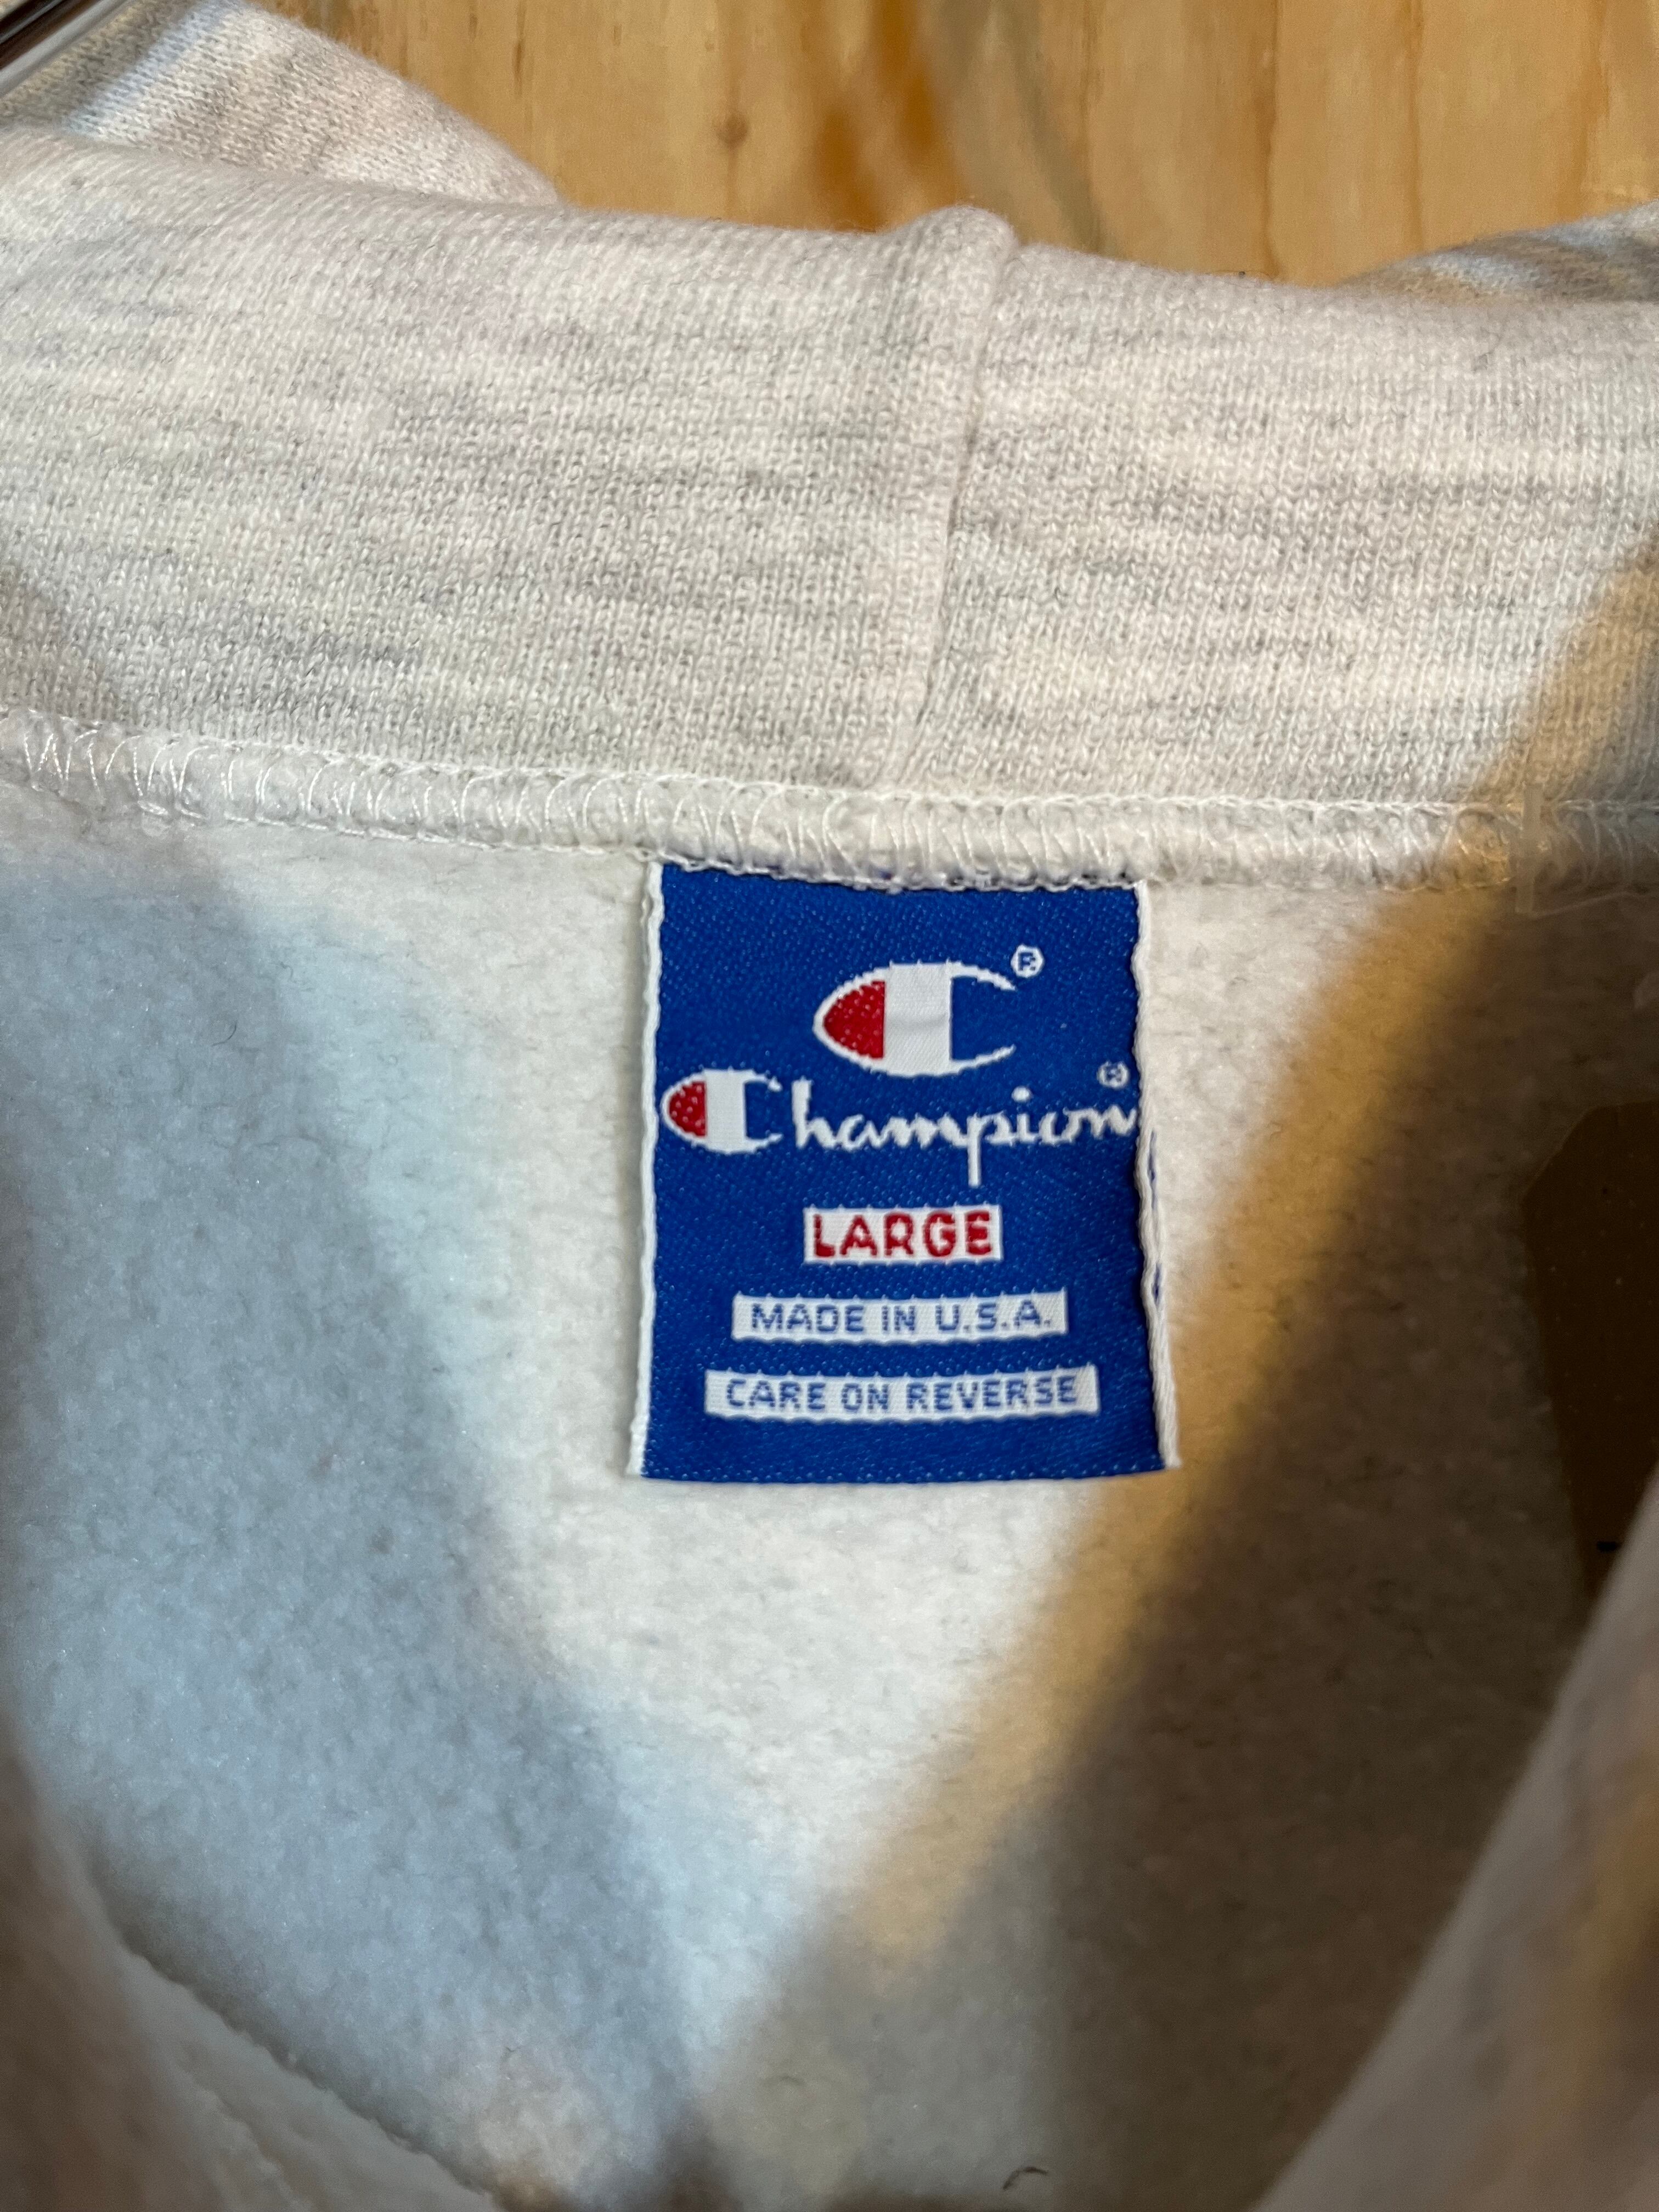 ®
Champion®
LARGE
MADE IN U.S.A.
CARE ON REVERSE